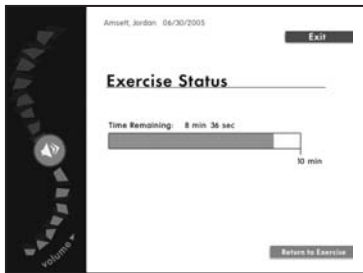 Amsett, Jordan 06/30/2005
Exit
Exercise Status
Time Remaining: 8 min 36 sec
10 min
volume
Return to Exercise